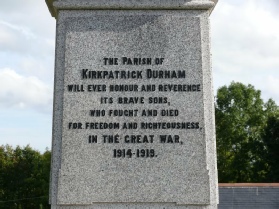 THE PARISH OF
KIRKPATRICK DURHAM
WILL EVER HONOUR AND REVERENCE
ITS BRAVE SONS,
WHO FOUGHT AND DIED
FOR FREEDOM AND RIGHTEOUSNESS,
IN THE GREAT WAR,
1914-1919.